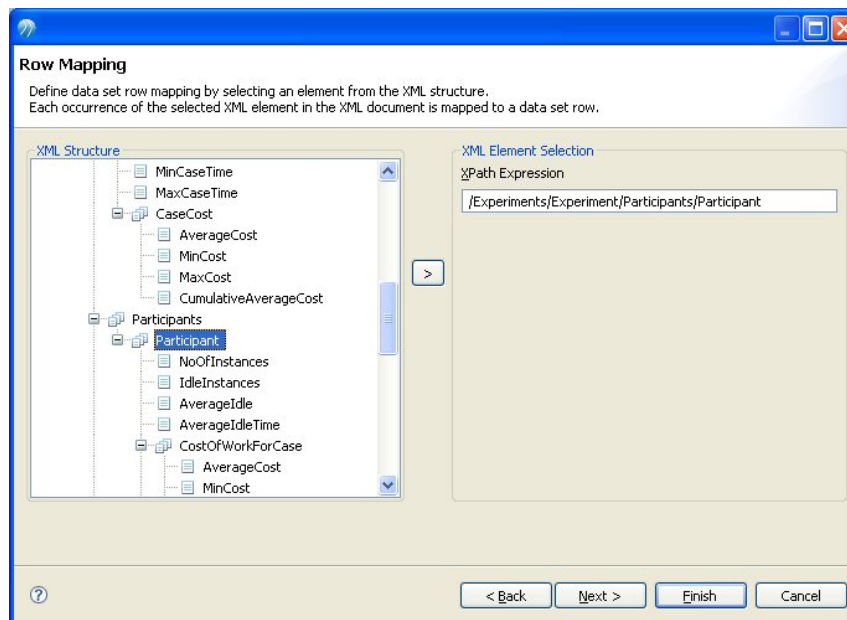 Row Mapping
Define data set row mapping by selecting an element from the XML structure.
Each occurrence of the selected XML element in the XML document is mapped to a data set row.
XML Structure
MinCaseTime
MaxCaseTime
CaseCost
AverageCost
MinCost
MaxCost
CumulativeAverageCost
Participants
Participant
NoOfInstances
IdleInstances
AverageIdle
AverageIdleTime
CostOfWorkForCase
AverageCost
MinCost
>
XML Element Selection
XPath Expression
/Experiments/Experiment/Participants/Participant
?
< Back
Next >
Finish
Cancel